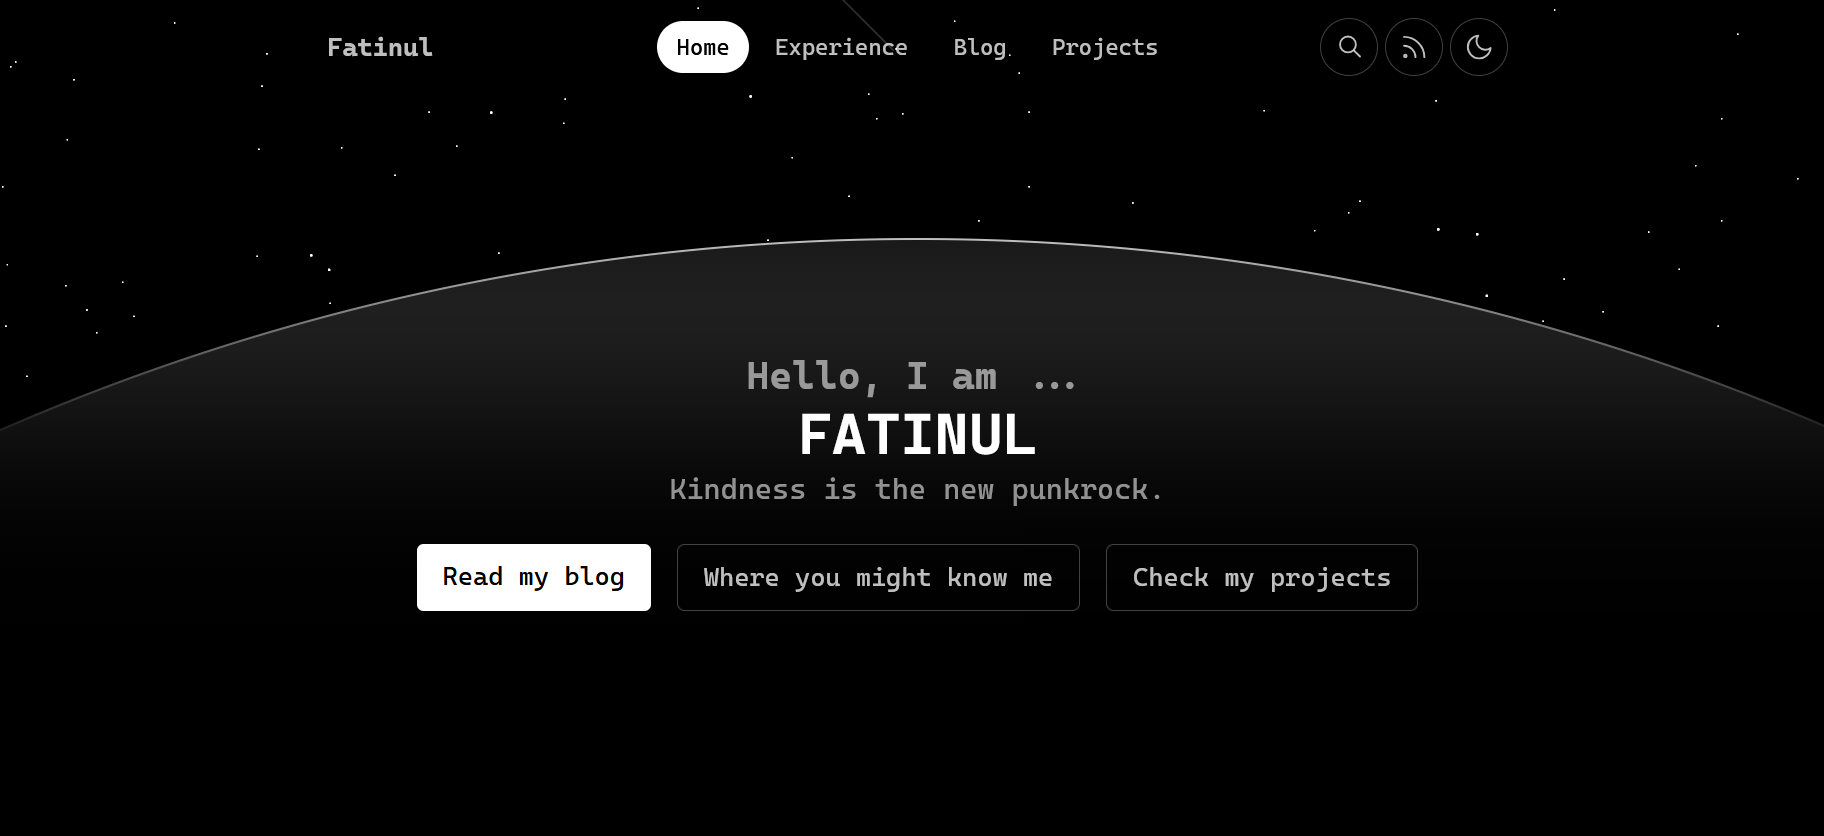 Fatinul
Home Experience Blog Projects
Hello, I am ...
FATINUL
Kindness is the new punkrock.
Read my blog
Where you might know me
Check my projects